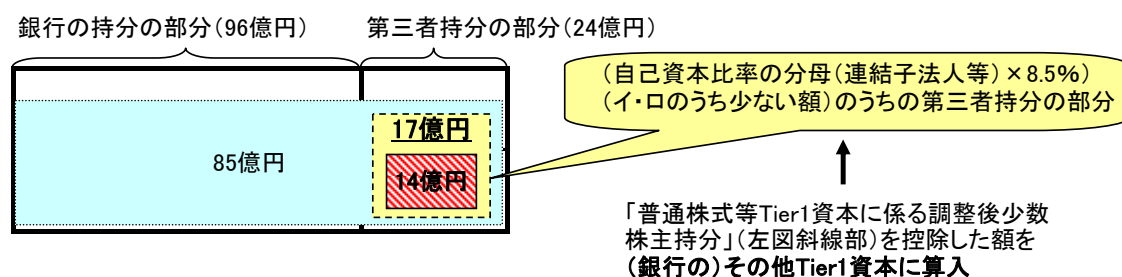 銀行の持分の部分(96億円)
第三者持分の部分(24億円)
(自己資本比率の分母(連結子法人等)×8.5%)
(イ・ロのうち少ない額)のうちの第三者持分の部分
17億円
85億円
14億円
「普通株式等Tier1資本に係る調整後少数
株主持分」(左図斜線部)を控除した額を
(銀行の)その他Tier1資本に算入